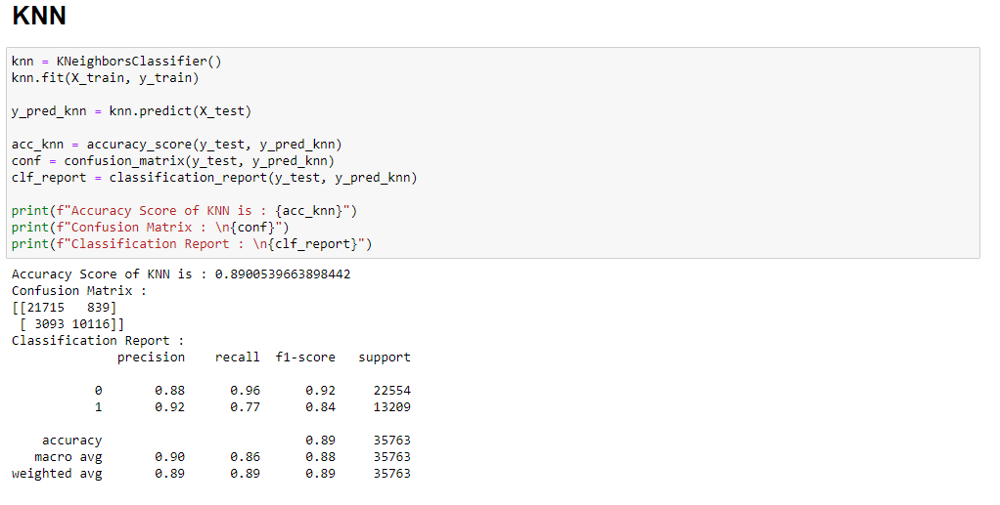 KNN
knn = KNeighborsClassifier()
knn.fit(X_train, y_train)
y_pred_knn = knn.predict(X_test)
acc_knn = accuracy_score(y_test, y_pred_knn)
conf = confusion_matrix(y_test, y_pred_knn)
clf_report = classification_report(y_test, y_pred_knn)
print(f"Accuracy Score of KNN is : {acc_knn}")
print(f"Confusion Matrix : \n{conf}")
print(f"Classification Report : \n{clf_report}")
Accuracy Score of KNN is : 0.8900539663898442
Confusion Matrix :
[[21715   839]
 [ 3093 10116]]
Classification Report :
              precision    recall  f1-score   support
           0       0.88      0.96      0.92     22554
           1       0.92      0.77      0.84     13209
    accuracy                           0.89     35763
   macro avg       0.90      0.86      0.88     35763
weighted avg       0.89      0.89      0.89     35763